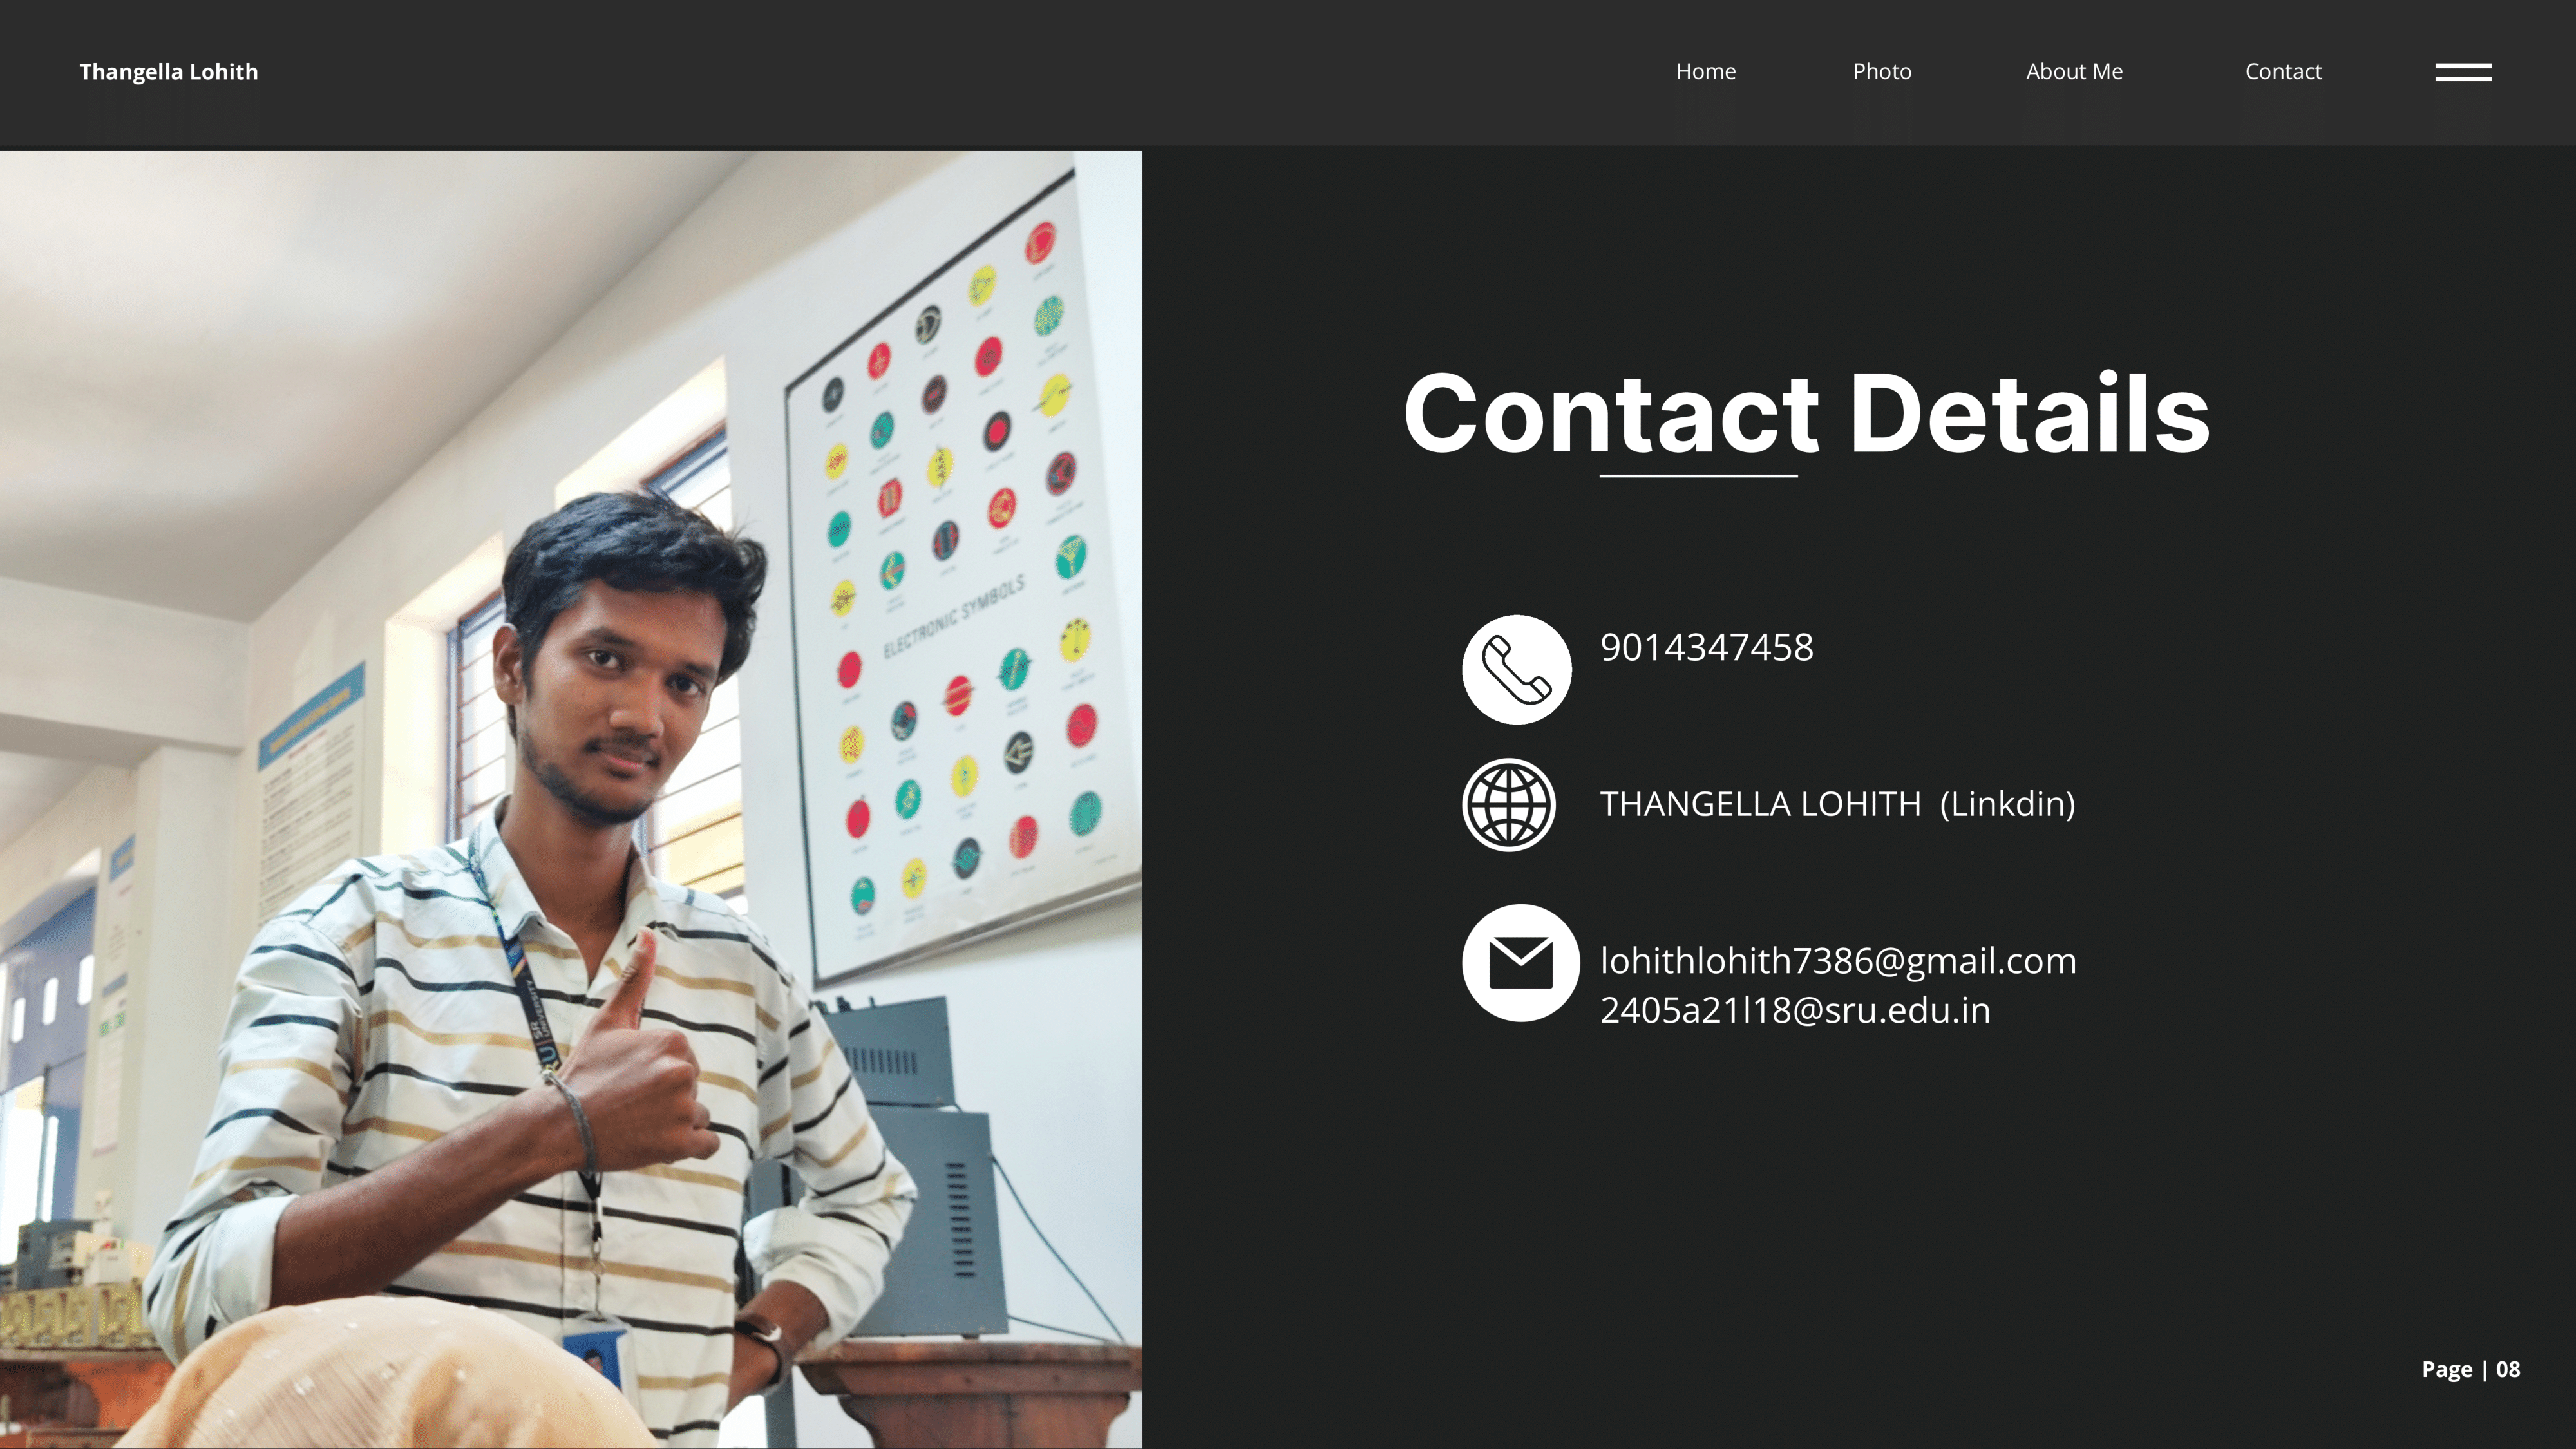 Thangella Lohith
Home
Photo
About Me
Contact
Contact Details
9014347458
THANGELLA LOHITH (Linkdin)
lohithlohith7386@gmail.com
2405a21l18@sru.edu.in
ELECTRONIC SYMBOLS
Page | 08